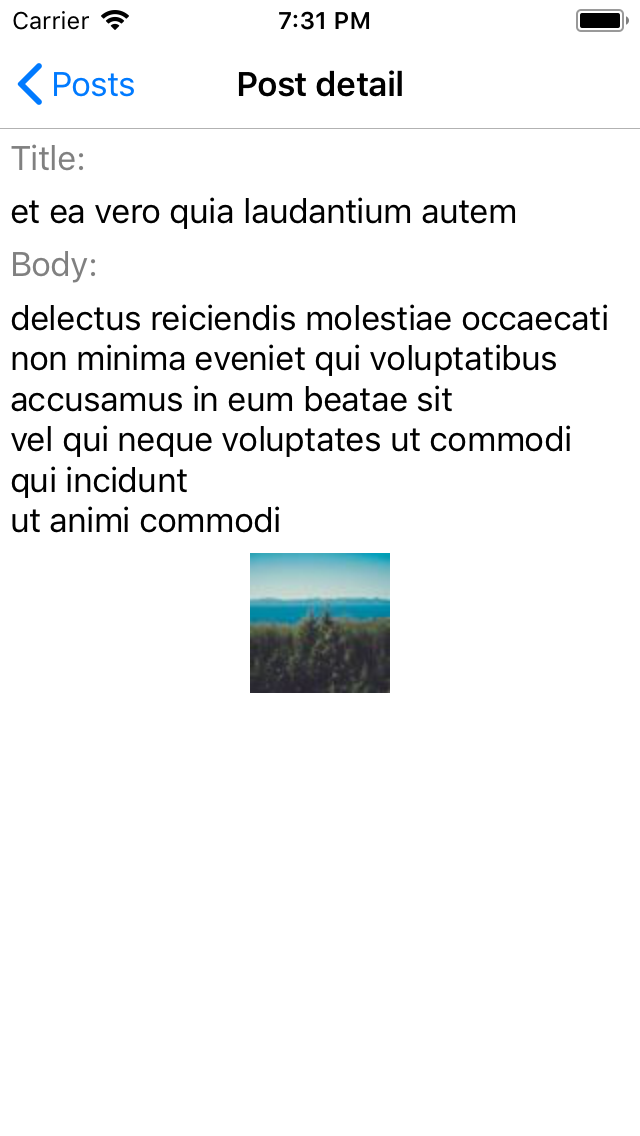 Carrier 7:31 PM
Posts Post detail
Title:
et ea vero quia laudantium autem
Body:
delectus reiciendis molestiae occaecati
non minima eveniet qui voluptatibus
accusamus in eum beatae sit
vel qui neque voluptates ut commodi
qui incidunt
ut animi commodi